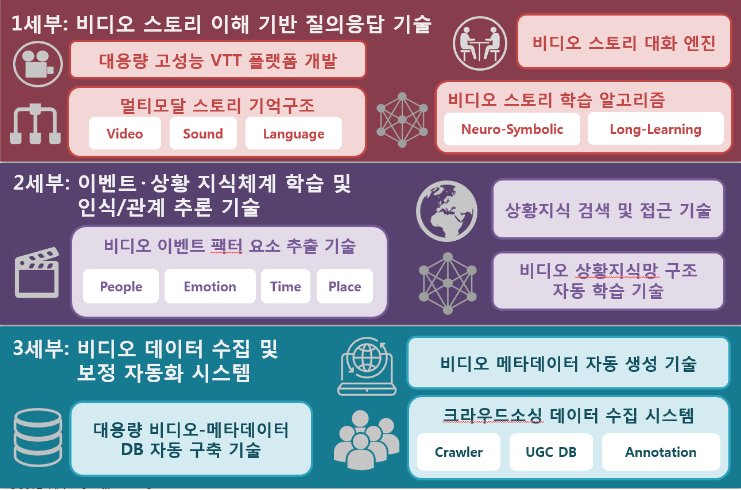 1세부: 비디오 스토리 이해 기반 질의응답 기술
대용량 고성능 VTT 플랫폼 개발
비디오 스토리 대화 엔진
멀티모달 스토리 기억구조
Video Sound Language
비디오 스토리 학습 알고리즘
Neuro-Symbolic Long-Learning
2세부: 이벤트·상황 지식체계 학습 및
인식/관계 추론 기술
상황지식 검색 및 접근 기술
비디오 이벤트 팩터 요소 추출 기술
People Emotion Time Place
비디오 상황지식망 구조
자동 학습 기술
3세부: 비디오 데이터 수집 및
보정 자동화 시스템
비디오 메타데이터 자동 생성 기술
대용량 비디오-메타데이터
DB 자동 구축 기술
크라우드소싱 데이터 수집 시스템
Crawler UGC DB Annotation